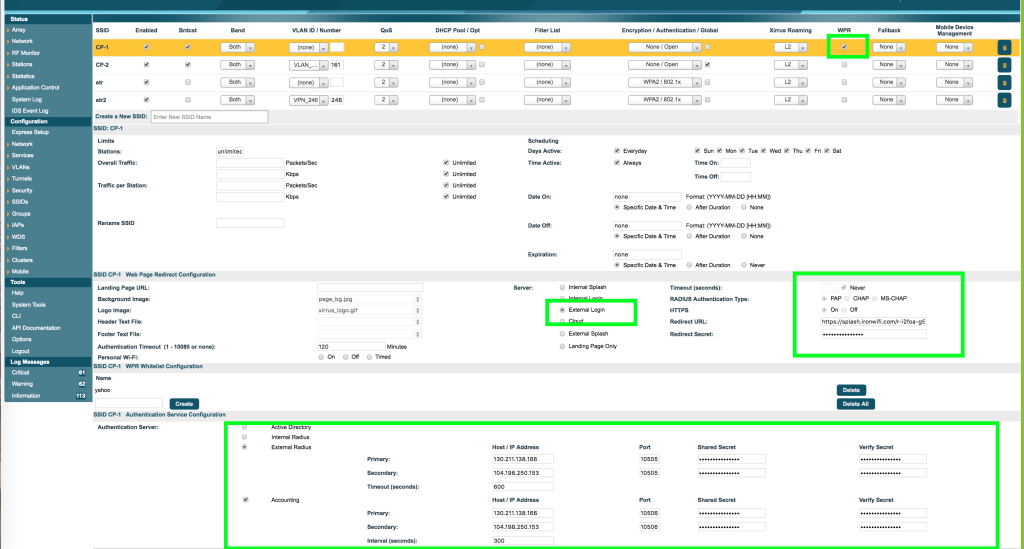 Status
Array
Network
RF Monitor
Stations
Statistics
Application Control
System Log
IDS Event Log
Configuration
Express Setup
Network
Services
VLANs
Tunnels
Security
SSIDs
Groups
IAPs
WDS
Filters
Clusters
Mobile
Tools
Help
System Tools
CLI
API Documentation
Options
Logout
Log Messages
Critical 61
Warning 62
Information 113
SSID Enabled Brdcst Band VLAN ID / Number QoS DHCP Pool / Opt Filter List Encryption / Authentication / Global Xirrus Roaming WPR Fallback Mobile Device Management
CP-1 Both (none) 2 (none) (none) None / Open L2 None None
CP-2 Both VLAN_... 161 2 (none) (none) None / Open L2 None None
etr Both (none) 2 (none) (none) WPA2 / 802.1x L2 None None
etr2 Both VPN_246 246 2 (none) (none) WPA2 / 802.1x L2 None None
Create a New SSID: Enter New SSID Name
SSID: CP-1
Limits
Stations: unlimitec
Overall Traffic: Packets/Sec Unlimited
Kbps Unlimited
Traffic per Station: Packets/Sec Unlimited
Kbps Unlimited
Rename SSID
Scheduling
Days Active: Everyday Sun Mon Tue Wed Thu Fri Sat
Time Active: Always Time On:
Time Off:
Date On: none Format: (YYYY-MM-DD [HH:MM])
Specific Date & Time After Duration None
Date Off: none Format: (YYYY-MM-DD [HH:MM])
Specific Date & Time After Duration None
Expiration: none
Specific Date & Time After Duration Never
SSID CP-1 Web Page Redirect Configuration
Landing Page URL:
Background Image: page_bg.jpg
Logo Image: xirrus_logo.gif
Header Text File:
Footer Text File:
Authentication Timeout (1 - 10080 or none): 120 Minutes
Personal Wi-Fi: On Off Timed
Server: Internal Splash
Internal Login
External Login
Cloud
External Splash
Landing Page Only
Timeout (seconds): Never
RADIUS Authentication Type: PAP CHAP MS-CHAP
HTTPS On Off
Redirect URL: https://splash.ironwifi.com/r-i2foa-g5
Redirect Secret: •••••••••••••••
SSID CP-1 WPR Whitelist Configuration
Name
yahoo Delete
Create Delete All
SSID CP-1 Authentication Service Configuration
Authentication Server: Active Directory
Internal Radius
External Radius Host / IP Address Port Shared Secret Verify Secret
Primary: 130.211.138.166 10505 ••••••••••••••• •••••••••••••••
Secondary: 104.198.250.153 10505 ••••••••••••••• •••••••••••••••
Timeout (seconds): 600
Accounting Host / IP Address Port Shared Secret Verify Secret
Primary: 130.211.138.166 10506 ••••••••••••••• •••••••••••••••
Secondary: 104.198.250.153 10506 ••••••••••••••• •••••••••••••••
Interval (seconds): 300